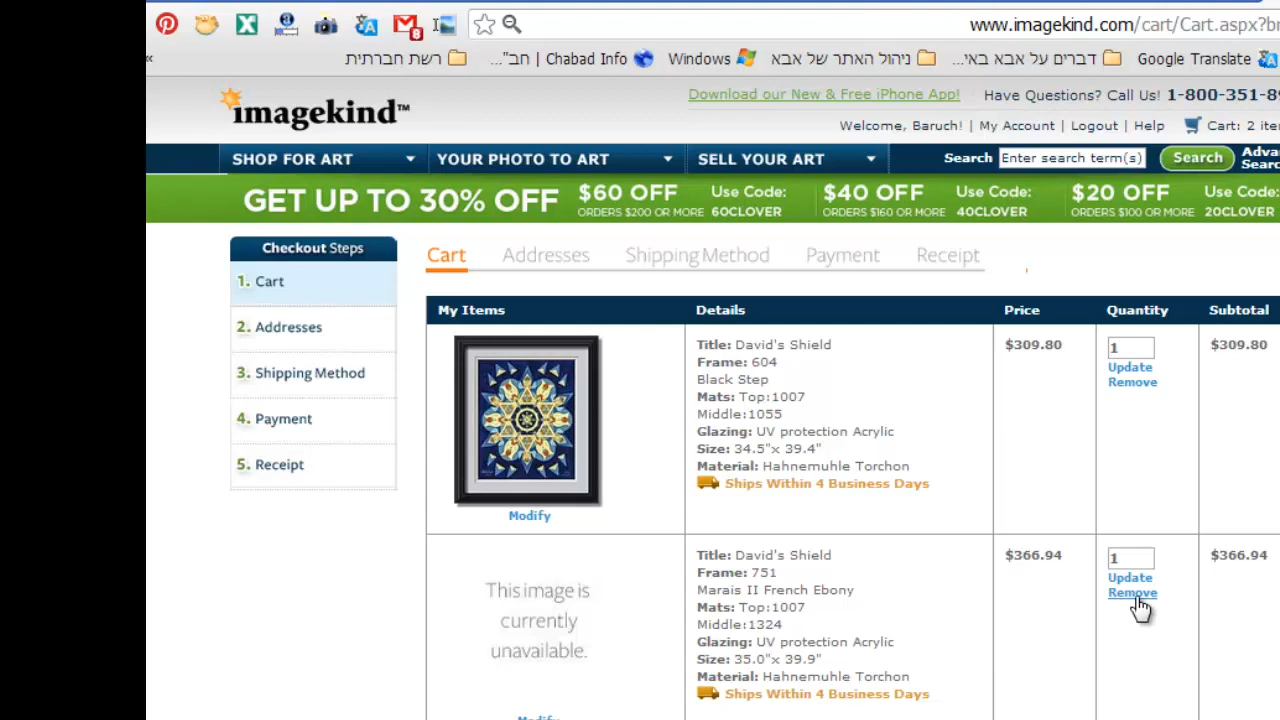 8
www.imagekind.com/cart/Cart.aspx?b
«
רשת חברתית
חב"... | Chabad Info
Windows
ניהול האתר של אבא
דברים על אבא באי...
Google Translate
imagekind™
Download our New & Free iPhone App!
Have Questions? Call Us! 1-800-351-8
Welcome, Baruch! | My Account | Logout | Help
Cart: 2 ite
SHOP FOR ART
YOUR PHOTO TO ART
SELL YOUR ART
Search
Enter search term(s)
Search
Adva
Sear
GET UP TO 30% OFF
$60 OFF
ORDERS $200 OR MORE
Use Code:
60CLOVER
$40 OFF
ORDERS $160 OR MORE
Use Code:
40CLOVER
$20 OFF
ORDERS $100 OR MORE
Use Code:
20CLOVER
Checkout Steps
1. Cart
2. Addresses
3. Shipping Method
4. Payment
5. Receipt
Cart
Addresses
Shipping Method
Payment
Receipt
My Items
Details
Price
Quantity
Subtotal
Modify
Title: David's Shield
Frame: 604
Black Step
Mats: Top:1007
Middle:1055
Glazing: UV protection Acrylic
Size: 34.5"x 39.4"
Material: Hahnemuhle Torchon
Ships Within 4 Business Days
$309.80
1
Update
Remove
$309.80
This image is
currently
unavailable.
Modify
Title: David's Shield
Frame: 751
Marais II French Ebony
Mats: Top:1007
Middle:1324
Glazing: UV protection Acrylic
Size: 35.0"x 39.9"
Material: Hahnemuhle Torchon
Ships Within 4 Business Days
$366.94
1
Update
Remove
$366.94